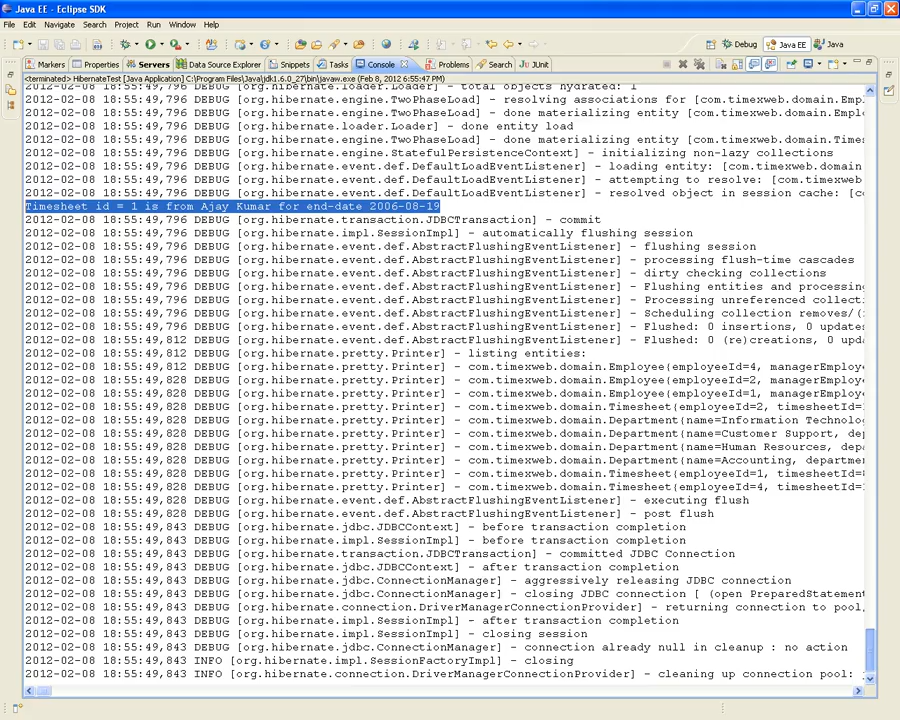 Java EE - Eclipse SDK
File Edit Navigate Search Project Run Window Help
Debug Java EE Java
Markers Properties Servers Data Source Explorer Snippets Tasks Console Problems Search JUnit
<terminated> HibernateTest [Java Application] C:\Program Files\Java\jdk1.6.0_27\bin\javaw.exe (Feb 8, 2012 6:55:47 PM)
2012-02-08 18:55:49,796 DEBUG [org.hibernate.loader.Loader] - total objects hydrated: 1
2012-02-08 18:55:49,796 DEBUG [org.hibernate.engine.TwoPhaseLoad] - resolving associations for [com.timexweb.domain.Empl
2012-02-08 18:55:49,796 DEBUG [org.hibernate.engine.TwoPhaseLoad] - done materializing entity [com.timexweb.domain.Emplo
2012-02-08 18:55:49,796 DEBUG [org.hibernate.loader.Loader] - done entity load
2012-02-08 18:55:49,796 DEBUG [org.hibernate.engine.TwoPhaseLoad] - done materializing entity [com.timexweb.domain.Times
2012-02-08 18:55:49,796 DEBUG [org.hibernate.engine.StatefulPersistenceContext] - initializing non-lazy collections
2012-02-08 18:55:49,796 DEBUG [org.hibernate.event.def.DefaultLoadEventListener] - loading entity: [com.timexweb.domain.
2012-02-08 18:55:49,796 DEBUG [org.hibernate.event.def.DefaultLoadEventListener] - attempting to resolve: [com.timexweb.
2012-02-08 18:55:49,796 DEBUG [org.hibernate.event.def.DefaultLoadEventListener] - resolved object in session cache: [co
Timesheet id = 1 is from Ajay Kumar for end-date 2006-08-19
2012-02-08 18:55:49,796 DEBUG [org.hibernate.transaction.JDBCTransaction] - commit
2012-02-08 18:55:49,796 DEBUG [org.hibernate.impl.SessionImpl] - automatically flushing session
2012-02-08 18:55:49,796 DEBUG [org.hibernate.event.def.AbstractFlushingEventListener] - flushing session
2012-02-08 18:55:49,796 DEBUG [org.hibernate.event.def.AbstractFlushingEventListener] - processing flush-time cascades
2012-02-08 18:55:49,796 DEBUG [org.hibernate.event.def.AbstractFlushingEventListener] - dirty checking collections
2012-02-08 18:55:49,796 DEBUG [org.hibernate.event.def.AbstractFlushingEventListener] - Flushing entities and processing
2012-02-08 18:55:49,796 DEBUG [org.hibernate.event.def.AbstractFlushingEventListener] - Processing unreferenced collecti
2012-02-08 18:55:49,796 DEBUG [org.hibernate.event.def.AbstractFlushingEventListener] - Scheduling collection removes/(r
2012-02-08 18:55:49,796 DEBUG [org.hibernate.event.def.AbstractFlushingEventListener] - Flushed: 0 insertions, 0 updates
2012-02-08 18:55:49,812 DEBUG [org.hibernate.event.def.AbstractFlushingEventListener] - Flushed: 0 (re)creations, 0 upda
2012-02-08 18:55:49,812 DEBUG [org.hibernate.pretty.Printer] - listing entities:
2012-02-08 18:55:49,812 DEBUG [org.hibernate.pretty.Printer] - com.timexweb.domain.Employee{employeeId=4, managerEmploye
2012-02-08 18:55:49,828 DEBUG [org.hibernate.pretty.Printer] - com.timexweb.domain.Employee{employeeId=2, managerEmploye
2012-02-08 18:55:49,828 DEBUG [org.hibernate.pretty.Printer] - com.timexweb.domain.Employee{employeeId=1, managerEmploye
2012-02-08 18:55:49,828 DEBUG [org.hibernate.pretty.Printer] - com.timexweb.domain.Timesheet{employeeId=2, timesheetId=
2012-02-08 18:55:49,828 DEBUG [org.hibernate.pretty.Printer] - com.timexweb.domain.Department{name=Information Technolog
2012-02-08 18:55:49,828 DEBUG [org.hibernate.pretty.Printer] - com.timexweb.domain.Department{name=Customer Support, dep
2012-02-08 18:55:49,828 DEBUG [org.hibernate.pretty.Printer] - com.timexweb.domain.Department{name=Human Resources, depa
2012-02-08 18:55:49,828 DEBUG [org.hibernate.pretty.Printer] - com.timexweb.domain.Department{name=Accounting, departmen
2012-02-08 18:55:49,828 DEBUG [org.hibernate.pretty.Printer] - com.timexweb.domain.Timesheet{employeeId=1, timesheetId=
2012-02-08 18:55:49,828 DEBUG [org.hibernate.pretty.Printer] - com.timexweb.domain.Timesheet{employeeId=4, timesheetId=
2012-02-08 18:55:49,828 DEBUG [org.hibernate.event.def.AbstractFlushingEventListener] - executing flush
2012-02-08 18:55:49,828 DEBUG [org.hibernate.event.def.AbstractFlushingEventListener] - post flush
2012-02-08 18:55:49,843 DEBUG [org.hibernate.jdbc.JDBCContext] - before transaction completion
2012-02-08 18:55:49,843 DEBUG [org.hibernate.impl.SessionImpl] - before transaction completion
2012-02-08 18:55:49,843 DEBUG [org.hibernate.transaction.JDBCTransaction] - committed JDBC Connection
2012-02-08 18:55:49,843 DEBUG [org.hibernate.jdbc.JDBCContext] - after transaction completion
2012-02-08 18:55:49,843 DEBUG [org.hibernate.jdbc.ConnectionManager] - aggressively releasing JDBC connection
2012-02-08 18:55:49,843 DEBUG [org.hibernate.jdbc.ConnectionManager] - closing JDBC connection [ (open PreparedStatement
2012-02-08 18:55:49,843 DEBUG [org.hibernate.connection.DriverManagerConnectionProvider] - returning connection to pool,
2012-02-08 18:55:49,843 DEBUG [org.hibernate.impl.SessionImpl] - after transaction completion
2012-02-08 18:55:49,843 DEBUG [org.hibernate.impl.SessionImpl] - closing session
2012-02-08 18:55:49,843 DEBUG [org.hibernate.jdbc.ConnectionManager] - connection already null in cleanup : no action
2012-02-08 18:55:49,843 INFO [org.hibernate.impl.SessionFactoryImpl] - closing
2012-02-08 18:55:49,843 INFO [org.hibernate.connection.DriverManagerConnectionProvider] - cleaning up connection pool: